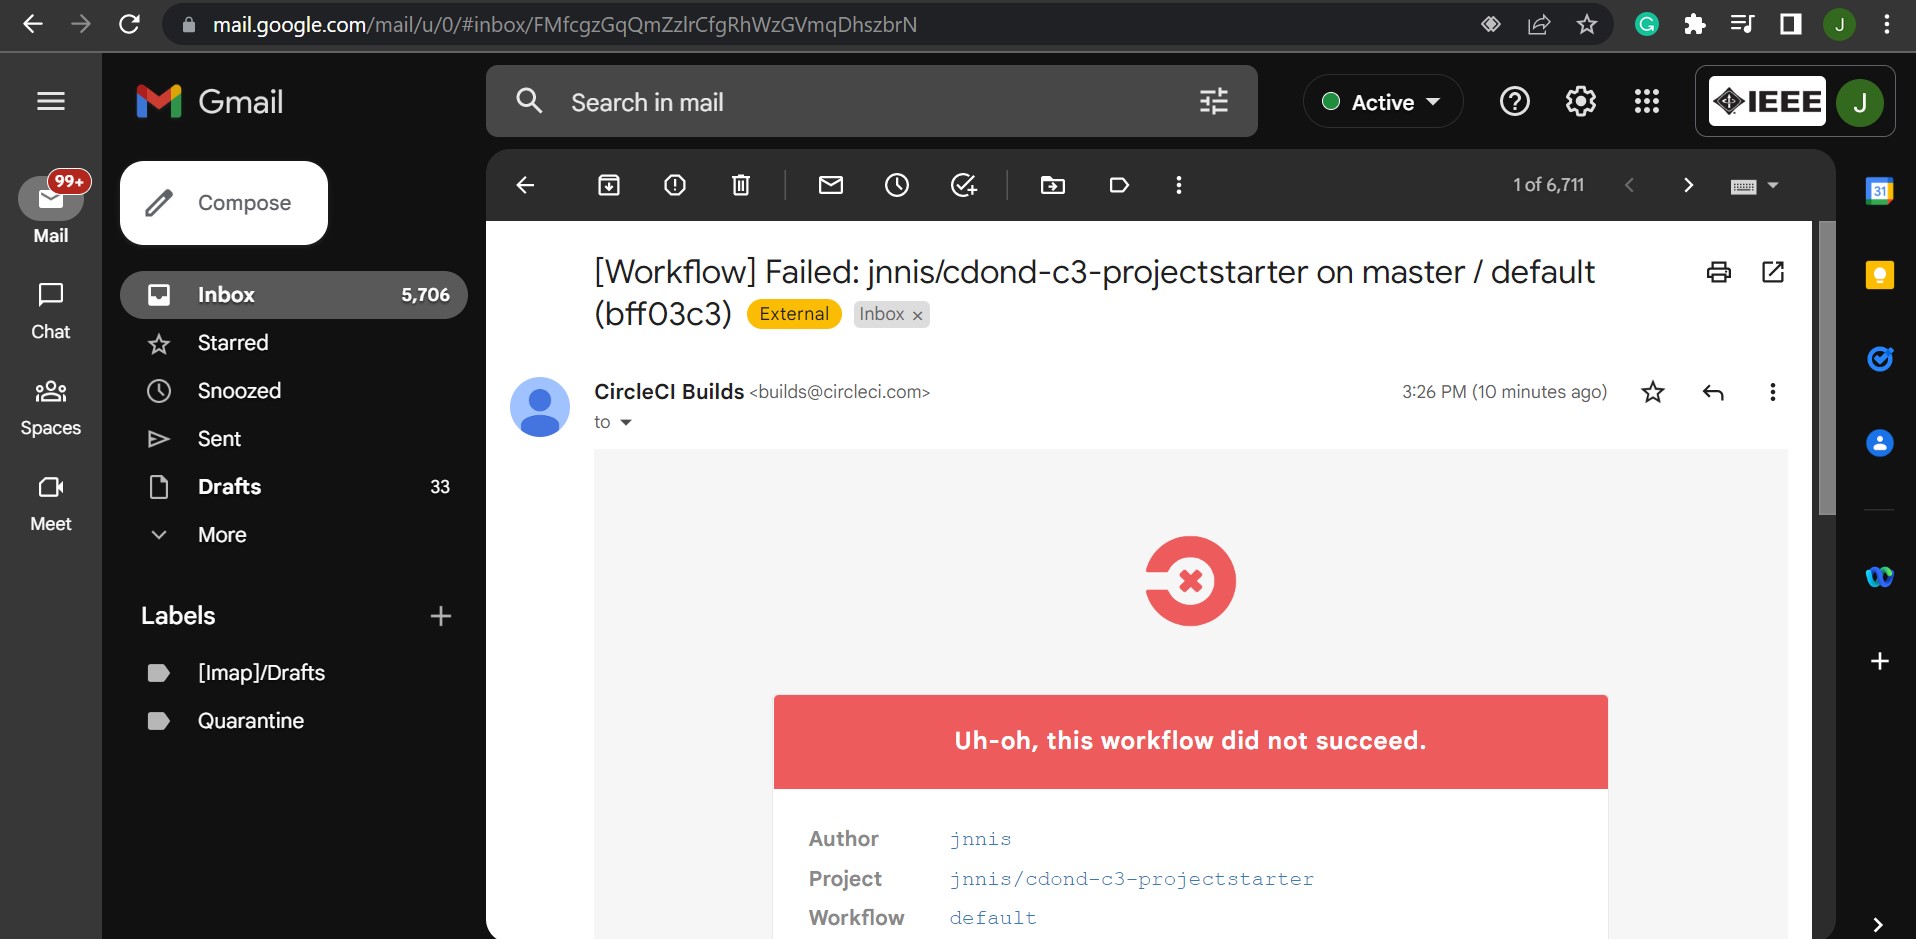 mail.google.com/mail/u/0/#inbox/FMfcgzGqQmZzlrCfgRhWzGVmqDhszbrN
J
Gmail
Search in mail
Active
IEEE
J
99+
Mail
Chat
Spaces
Meet
Compose
Inbox 5,706
Starred
Snoozed
Sent
Drafts 33
More
Labels
[Imap]/Drafts
Quarantine
1 of 6,711
[Workflow] Failed: jnnis/cdond-c3-projectstarter on master / default
(bff03c3) External Inbox ×
CircleCI Builds <builds@circleci.com> 3:26 PM (10 minutes ago)
to
Uh-oh, this workflow did not succeed.
Author jnnis
Project jnnis/cdond-c3-projectstarter
Workflow default
31